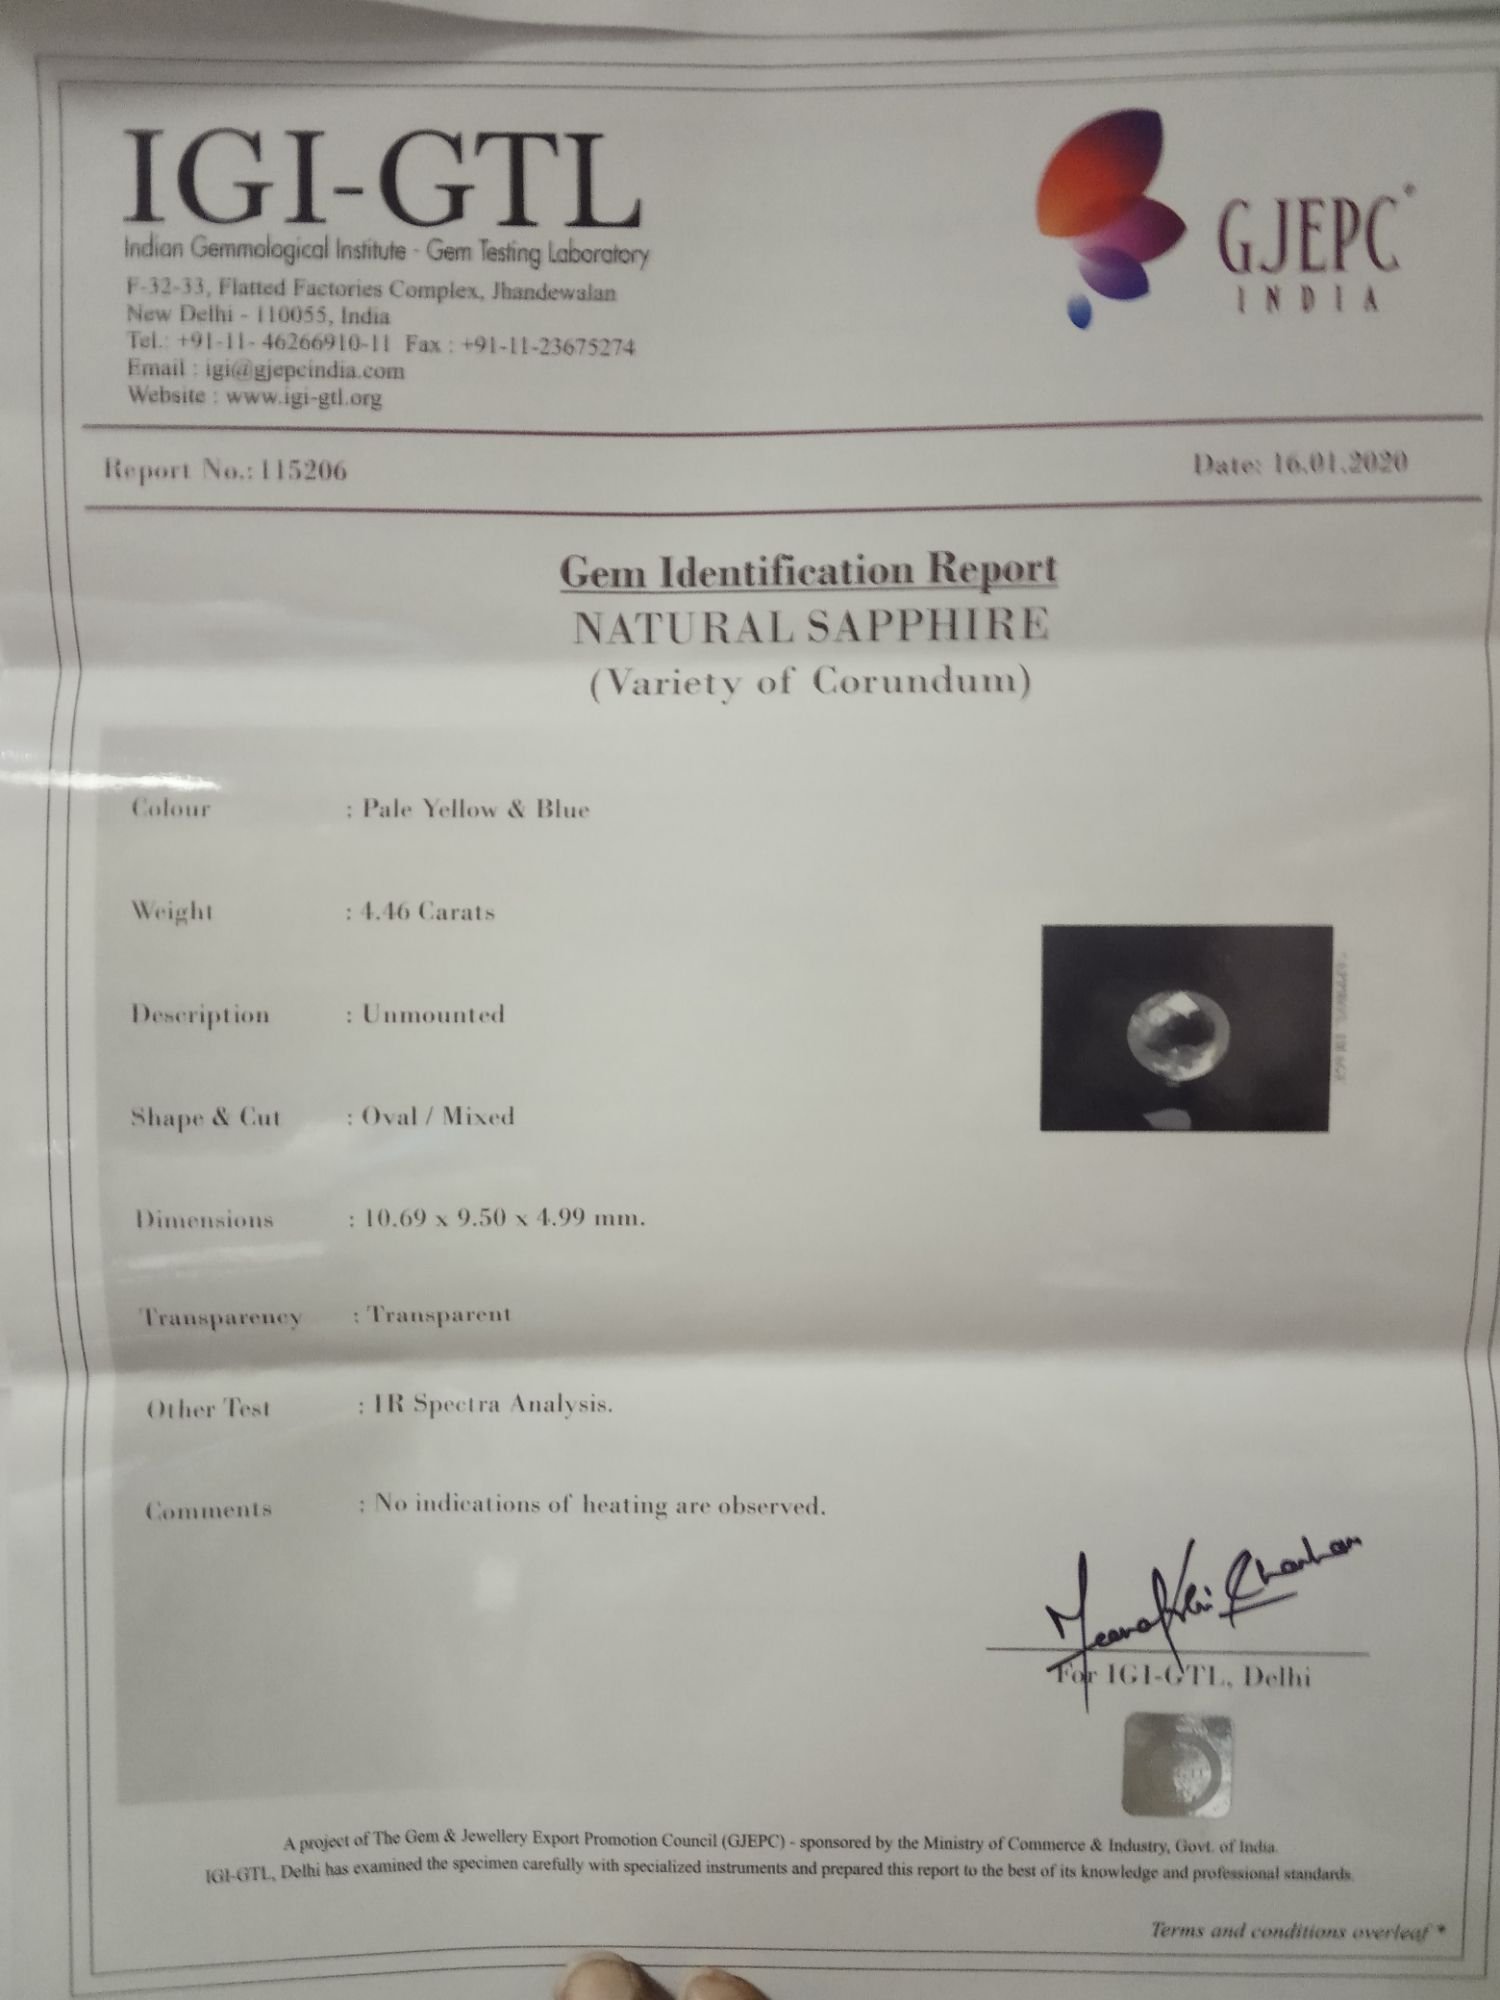 IGI-GTL
Indian Gemmological Institute - Gem Testing Laboratory
F-32-33, Flatted Factories Complex, Jhandewalan
New Delhi - 110055, India
Tel.: +91-11- 46266910-11 Fax : +91-11-23675274
Email : igi@gjepcindia.com
Website : www.igi-gtl.org
GJEPC
INDIA
Report No.: 115206
Date: 16.01.2020
Gem Identification Report
NATURAL SAPPHIRE
(Variety of Corundum)
Colour : Pale Yellow & Blue
Weight : 4.46 Carats
Description : Unmounted
Shape & Cut : Oval / Mixed
Dimensions : 10.69 x 9.50 x 4.99 mm.
Transparency : Transparent
Other Test : IR Spectra Analysis.
Comments : No indications of heating are observed.
Meenakshi Chauhan
For IGI-GTL, Delhi
A project of The Gem & Jewellery Export Promotion Council (GJEPC) - sponsored by the Ministry of Commerce & Industry, Govt. of India.
IGI-GTL, Delhi has examined the specimen carefully with specialized instruments and prepared this report to the best of its knowledge and professional standards.
Terms and conditions overleaf *